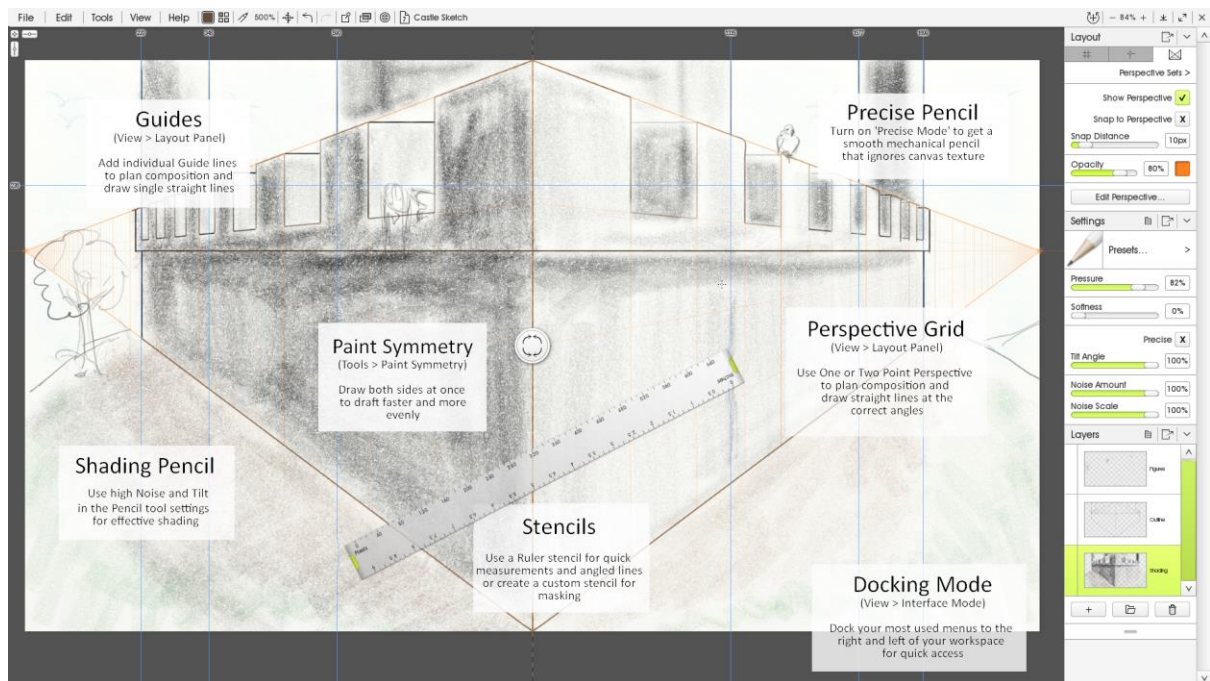 File Edit Tools View Help 500% Castle Sketch - 84% +
Layout
Perspective Sets >
Show Perspective
Snap to Perspective X
Snap Distance
10px
Opacity
80%
Edit Perspective...
Settings
Presets... >
Pressure
82%
Softness
0%
Precise X
Tilt Angle
100%
Noise Amount
100%
Noise Scale
100%
Layers
Figures
Outline
Shading
Guides
(View > Layout Panel)
Add individual Guide lines
to plan composition and
draw single straight lines
Precise Pencil
Turn on 'Precise Mode' to get a
smooth mechanical pencil
that ignores canvas texture
Paint Symmetry
(Tools > Paint Symmetry)
Draw both sides at once
to draft faster and more
evenly
Perspective Grid
(View > Layout Panel)
Use One or Two Point Perspective
to plan composition and
draw straight lines at the
correct angles
Shading Pencil
Use high Noise and Tilt
in the Pencil tool settings
for effective shading
Stencils
Use a Ruler stencil for quick
measurements and angled lines
or create a custom stencil for
masking
Docking Mode
(View > Interface Mode)
Dock your most used menus to the
right and left of your workspace
for quick access